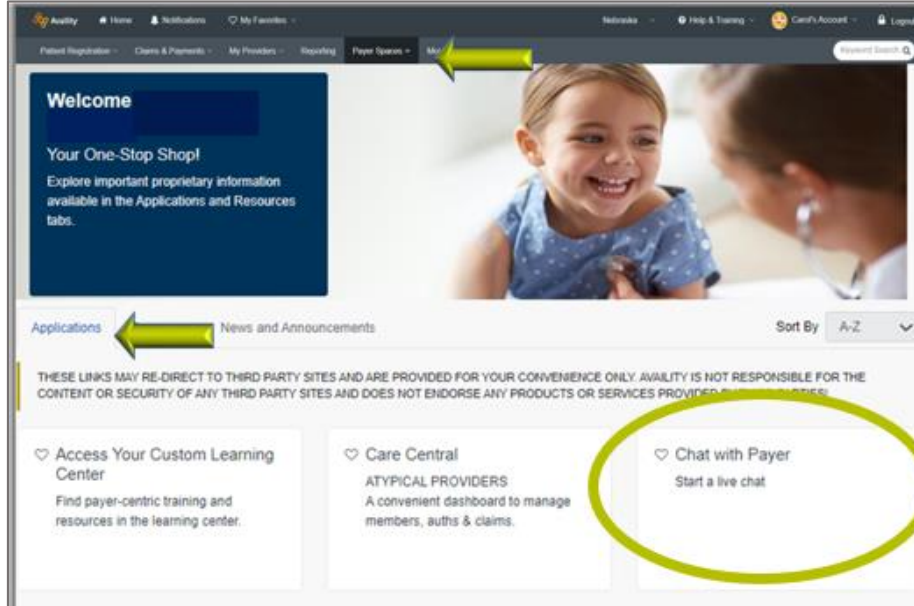 Availity Home Notifications My Favorites Nebraska Help & Training Carol's Account Logout
Patient Registration Claims & Payments My Providers Reporting Payer Spaces Keyword Search
Welcome
Your One-Stop Shop!
Explore important proprietary information
available in the Applications and Resources
tabs.
Applications News and Announcements Sort By A-Z
THESE LINKS MAY RE-DIRECT TO THIRD PARTY SITES AND ARE PROVIDED FOR YOUR CONVENIENCE ONLY. AVAILITY IS NOT RESPONSIBLE FOR THE
CONTENT OR SECURITY OF ANY THIRD PARTY SITES AND DOES NOT ENDORSE ANY PRODUCTS OR SERVICES PROVIDED
Access Your Custom Learning
Center
Find payer-centric training and
resources in the learning center.
Care Central
ATYPICAL PROVIDERS
A convenient dashboard to manage
members, auths & claims.
Chat with Payer
Start a live chat